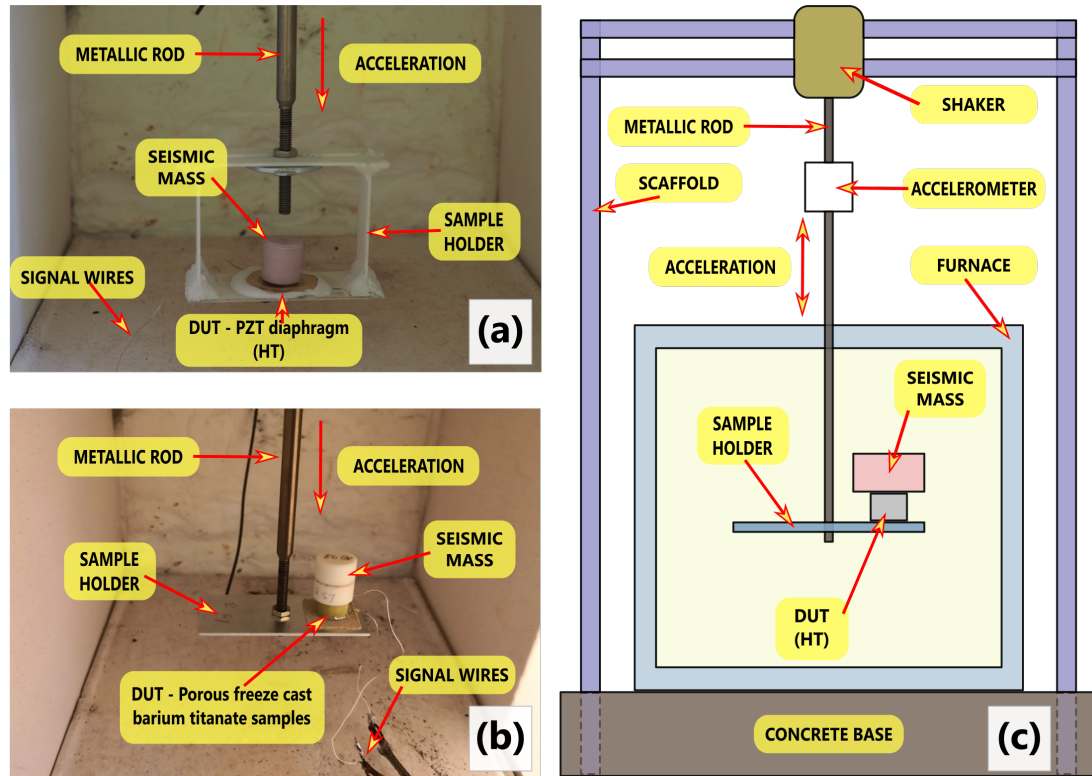 METALLIC ROD
ACCELERATION
SEISMIC
MASS
SAMPLE
HOLDER
SIGNAL WIRES
DUT - PZT diaphragm
(HT)
(a)
METALLIC ROD
ACCELERATION
SAMPLE
HOLDER
SEISMIC
MASS
DUT - Porous freeze cast
barium titanate samples
SIGNAL WIRES
(b)
SHAKER
METALLIC ROD
SCAFFOLD
ACCELEROMETER
ACCELERATION
FURNACE
SEISMIC
MASS
SAMPLE
HOLDER
DUT
(HT)
CONCRETE BASE
(c)